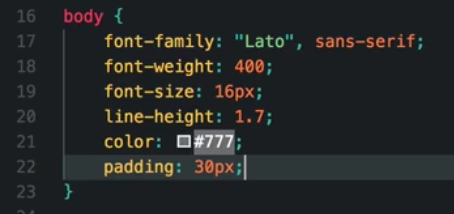 16 body {
17 font-family: "Lato", sans-serif;
18 font-weight: 400;
19 font-size: 16px;
20 line-height: 1.7;
21 color: #777;
22 padding: 30px;
23 }